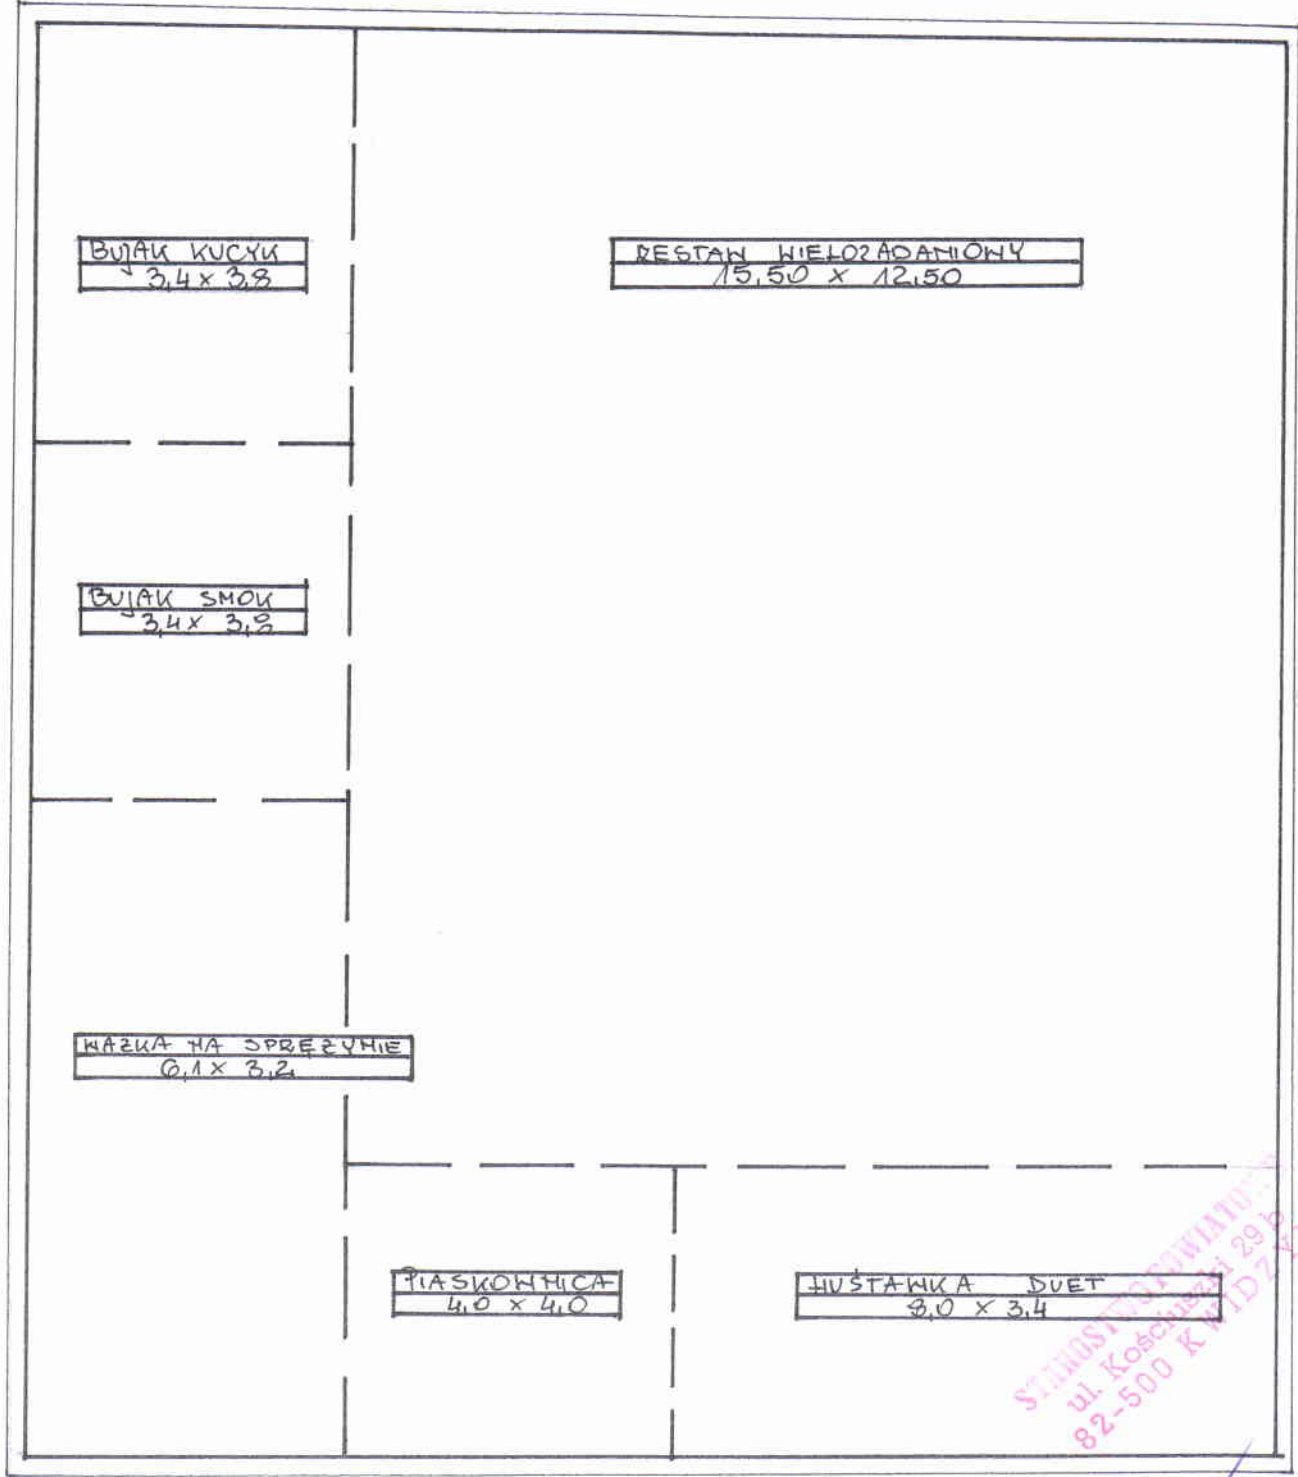 BUJAK KUCYK
3,4 x 3,8
ZESTAW WIELOZADANIOWY
15,50 x 12,50
BUJAK SMOK
3,4 x 3,8
WAŻKA NA SPRĘŻYNIE
6,1 x 3,2
PIASKOWNICA
4,0 x 4,0
HUŚTAWKA DUET
8,0 x 3,4
ul. Kościuszki 29 b
82-500